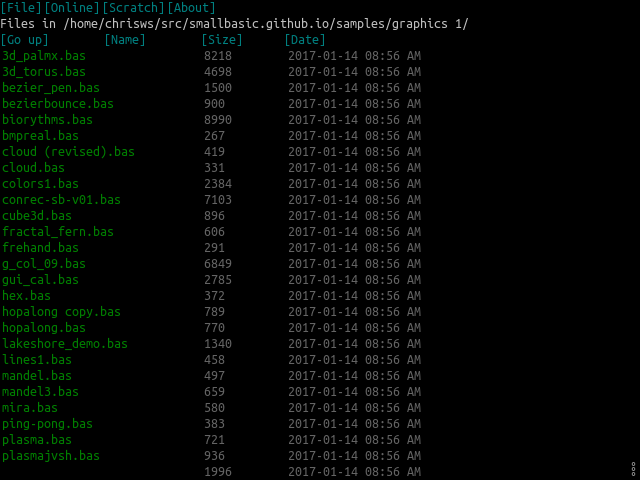 [File][Online][Scratch][About]
Files in /home/chrisws/src/smallbasic.github.io/samples/graphics 1/
[Go up] [Name] [Size] [Date]
3d_palmx.bas 8218 2017-01-14 08:56 AM
3d_torus.bas 4698 2017-01-14 08:56 AM
bezier_pen.bas 1500 2017-01-14 08:56 AM
bezierbounce.bas 900 2017-01-14 08:56 AM
biorythms.bas 8990 2017-01-14 08:56 AM
bmpreal.bas 267 2017-01-14 08:56 AM
cloud (revised).bas 419 2017-01-14 08:56 AM
cloud.bas 331 2017-01-14 08:56 AM
colors1.bas 2384 2017-01-14 08:56 AM
conrec-sb-v01.bas 7103 2017-01-14 08:56 AM
cube3d.bas 896 2017-01-14 08:56 AM
fractal_fern.bas 606 2017-01-14 08:56 AM
frehand.bas 291 2017-01-14 08:56 AM
g_col_09.bas 6849 2017-01-14 08:56 AM
gui_cal.bas 2785 2017-01-14 08:56 AM
hex.bas 372 2017-01-14 08:56 AM
hopalong copy.bas 789 2017-01-14 08:56 AM
hopalong.bas 770 2017-01-14 08:56 AM
lakeshore_demo.bas 1340 2017-01-14 08:56 AM
lines1.bas 458 2017-01-14 08:56 AM
mandel.bas 497 2017-01-14 08:56 AM
mandel3.bas 659 2017-01-14 08:56 AM
mira.bas 580 2017-01-14 08:56 AM
ping-pong.bas 383 2017-01-14 08:56 AM
plasma.bas 721 2017-01-14 08:56 AM
plasmajvsh.bas 936 2017-01-14 08:56 AM
1996 2017-01-14 08:56 AM